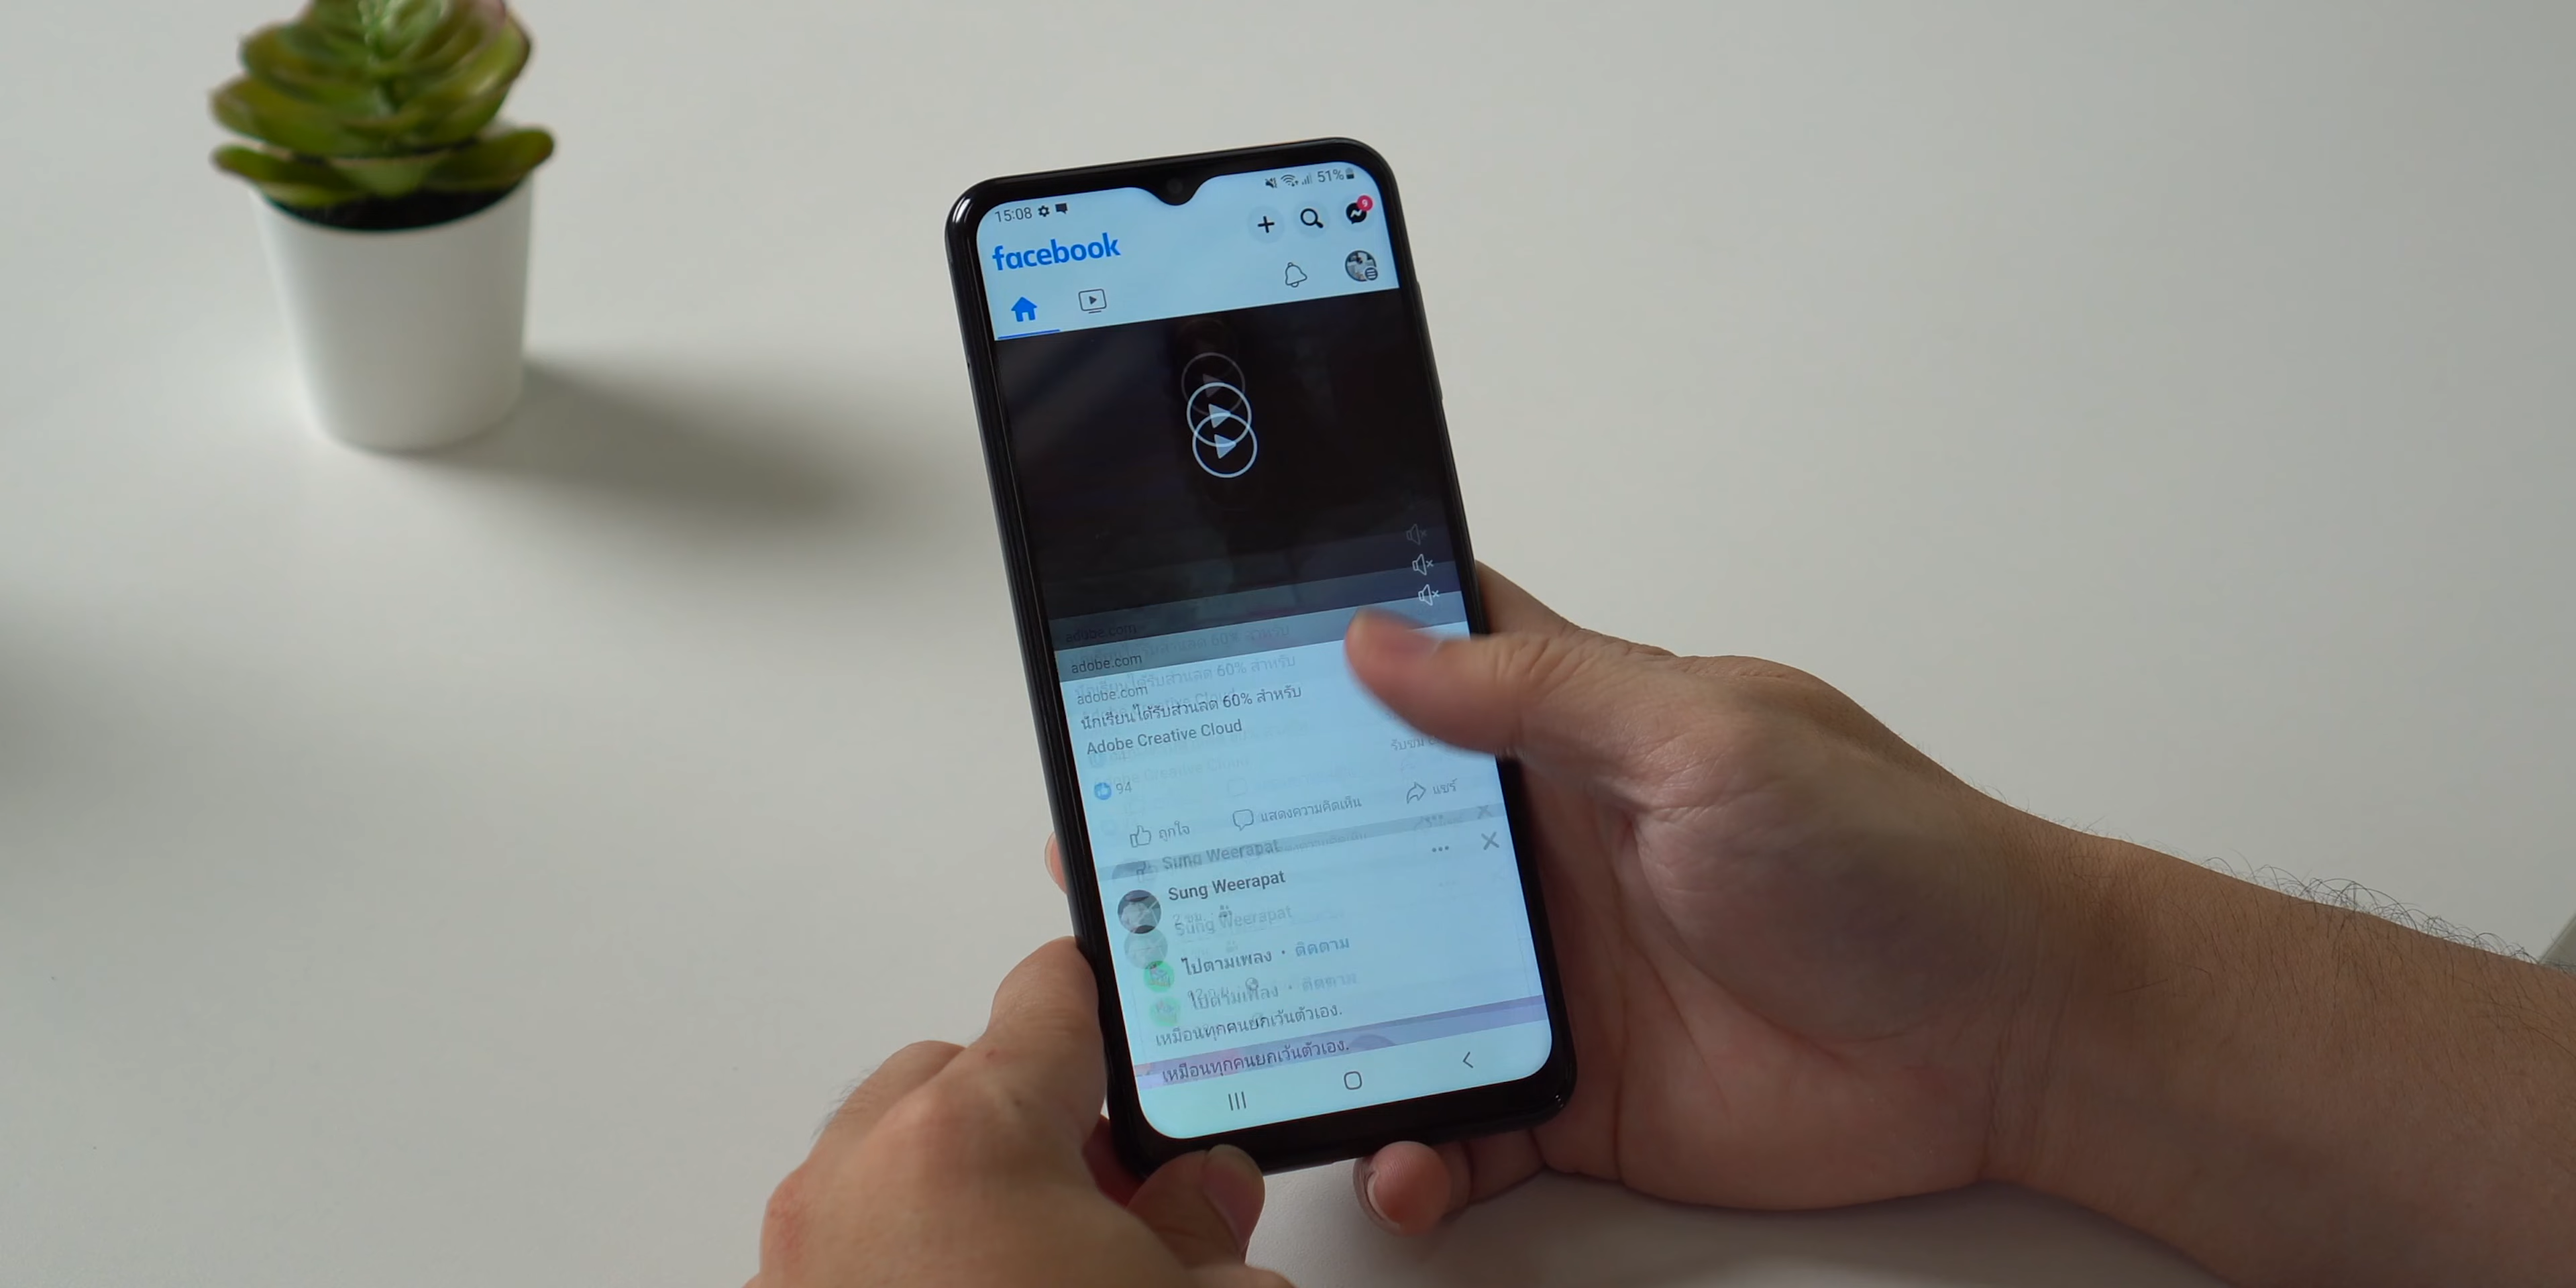 15:08
51%
facebook
9
adobe.com
นักเรียนได้รับส่วนลด 60% สำหรับ
Adobe Creative Cloud
94
ถูกใจ
แสดงความคิดเห็น
แชร์
Sung Weerapat
2 ชม.
ไปตามเพลง · ติดตาม
เหมือนทุกคนยกเว้นตัวเอง.